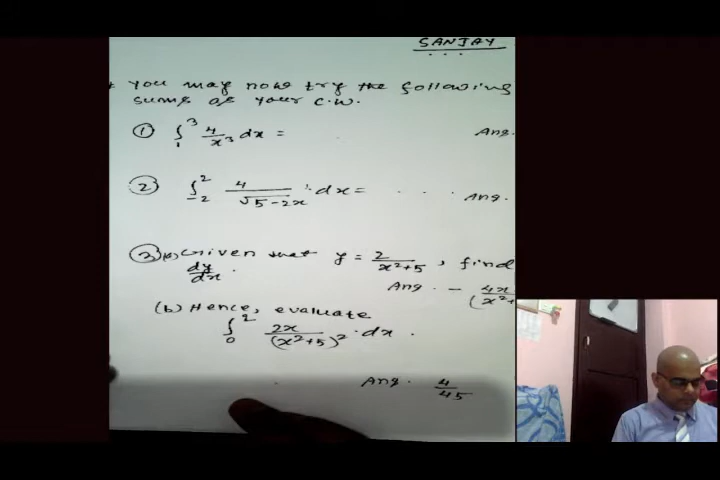 SANJAY
you may now try the following
sums as your C.W.
① ∫₁³ 4/x³ dx = Ans.
② ∫₋₂² 4/√5-2x · dx = . . . Ans.
③ (a) Given that y = 2/x²+5, find
dy/dx.
Ans. - 4x/(x²+
(b) Hence, evaluate
∫₀² 2x/(x²+5)² · dx.
Ans. 4/45